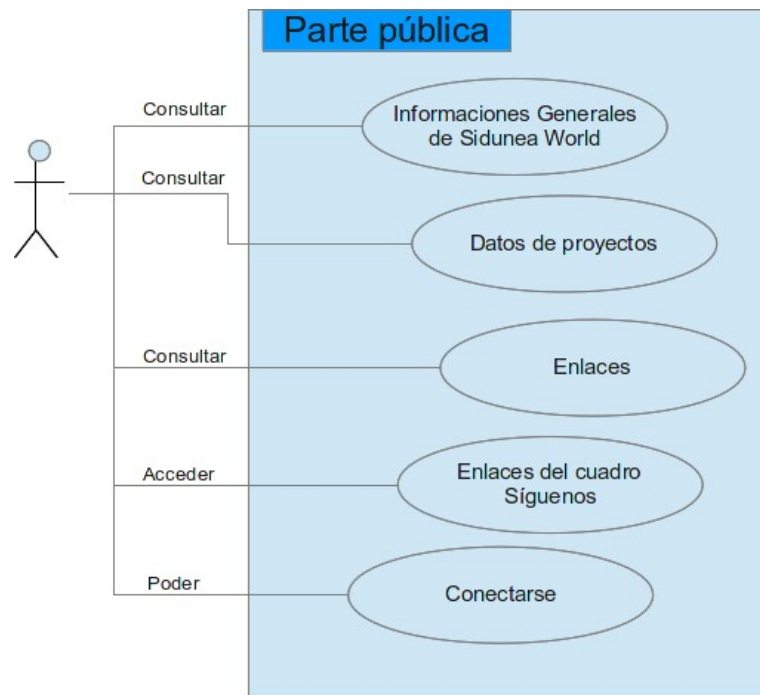 Parte pública
Consultar
Informaciones Generales
de Sidunea World
Consultar
Datos de proyectos
Consultar
Enlaces
Acceder
Enlaces del cuadro
Síguenos
Poder
Conectarse